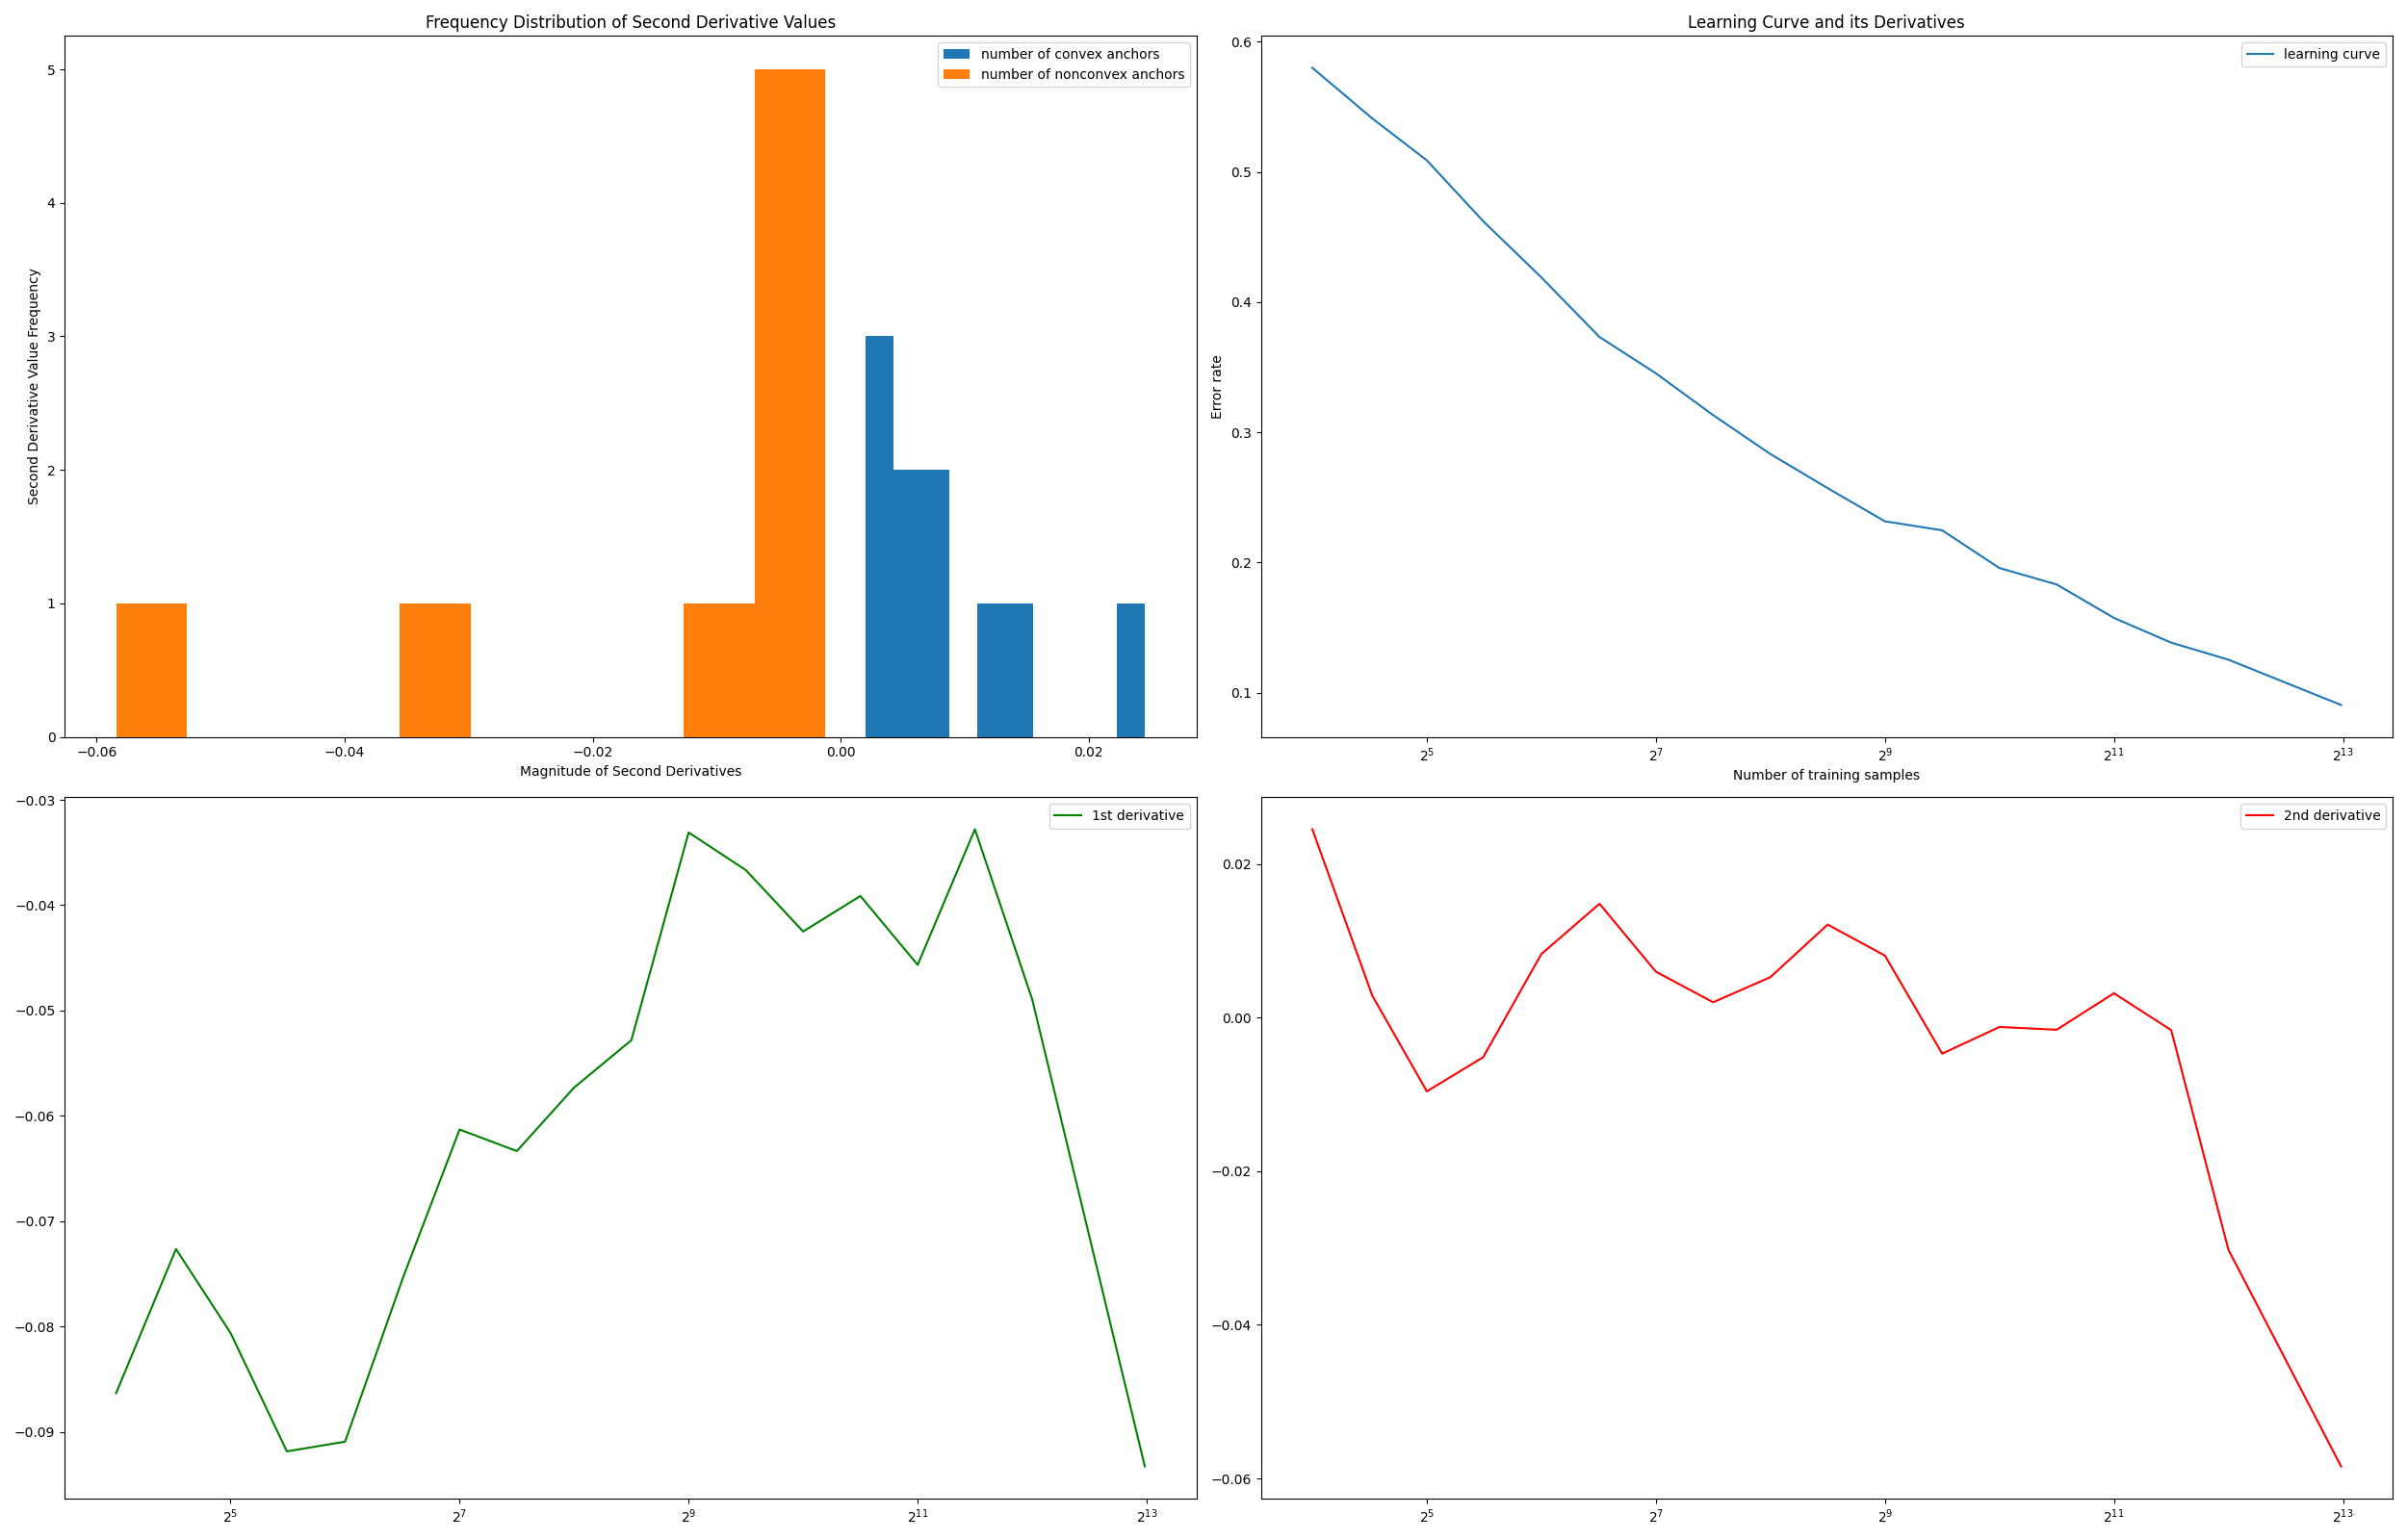 Frequency Distribution of Second Derivative Values
number of convex anchors
number of nonconvex anchors
Second Derivative Value Frequency
5
4
3
2
1
0
−0.06 −0.04 −0.02 0.00 0.02
Magnitude of Second Derivatives
Learning Curve and its Derivatives
learning curve
Error rate
0.6
0.5
0.4
0.3
0.2
0.1
2^5 2^7 2^9 2^11 2^13
Number of training samples
1st derivative
−0.03
−0.04
−0.05
−0.06
−0.07
−0.08
−0.09
2^5 2^7 2^9 2^11 2^13
2nd derivative
0.02
0.00
−0.02
−0.04
−0.06
2^5 2^7 2^9 2^11 2^13